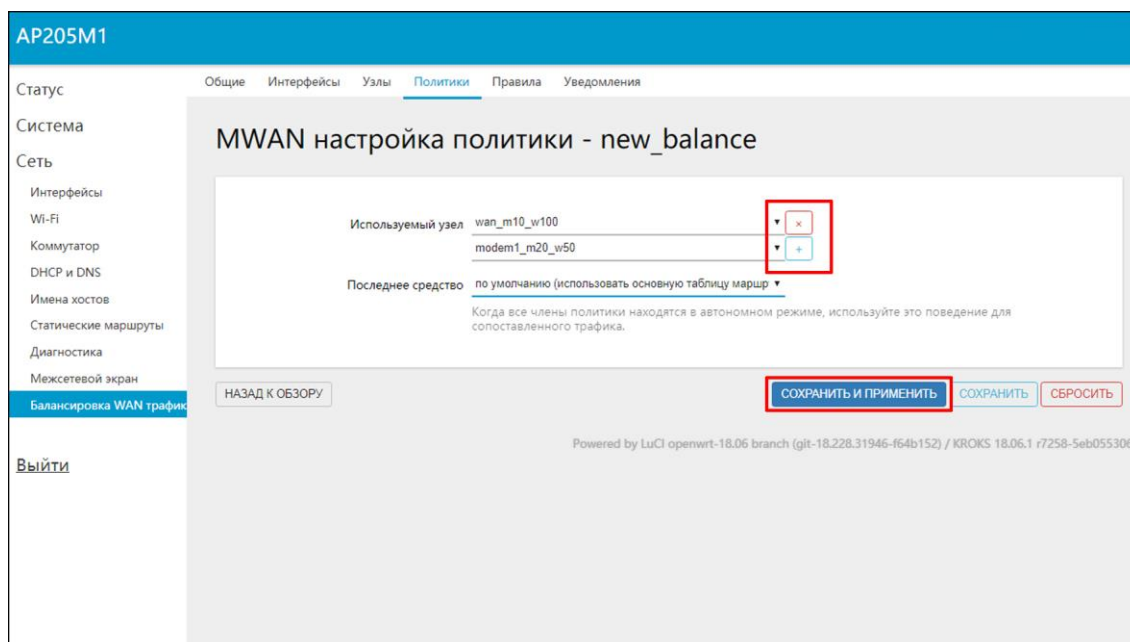 AP205M1
Статус
Система
Сеть
Интерфейсы
Wi-Fi
Коммутатор
DHCP и DNS
Имена хостов
Статические маршруты
Диагностика
Межсетевой экран
Балансировка WAN трафик
Выйти
Общие Интерфейсы Узлы Политики Правила Уведомления
MWAN настройка политики - new_balance
Используемый узел wan_m10_w100 ×
modem1_m20_w50 +
Последнее средство по умолчанию (использовать основную таблицу маршр
Когда все члены политики находятся в автономном режиме, используйте это поведение для
сопоставленного трафика.
НАЗАД К ОБЗОРУ СОХРАНИТЬ И ПРИМЕНИТЬ СОХРАНИТЬ СБРОСИТЬ
Powered by LuCI openwrt-18.06 branch (git-18.228.31946-f64b152) / KROKS 18.06.1 r7258-5eb055306